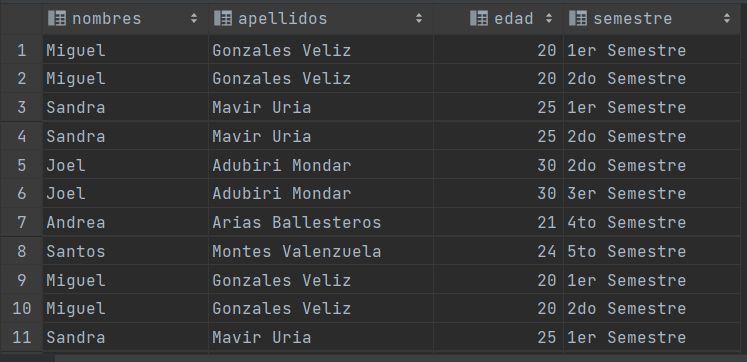 nombres apellidos edad semestre
1 Miguel Gonzales Veliz 20 1er Semestre
2 Miguel Gonzales Veliz 20 2do Semestre
3 Sandra Mavir Uria 25 1er Semestre
4 Sandra Mavir Uria 25 2do Semestre
5 Joel Adubiri Mondar 30 2do Semestre
6 Joel Adubiri Mondar 30 3er Semestre
7 Andrea Arias Ballesteros 21 4to Semestre
8 Santos Montes Valenzuela 24 5to Semestre
9 Miguel Gonzales Veliz 20 1er Semestre
10 Miguel Gonzales Veliz 20 2do Semestre
11 Sandra Mavir Uria 25 1er Semestre